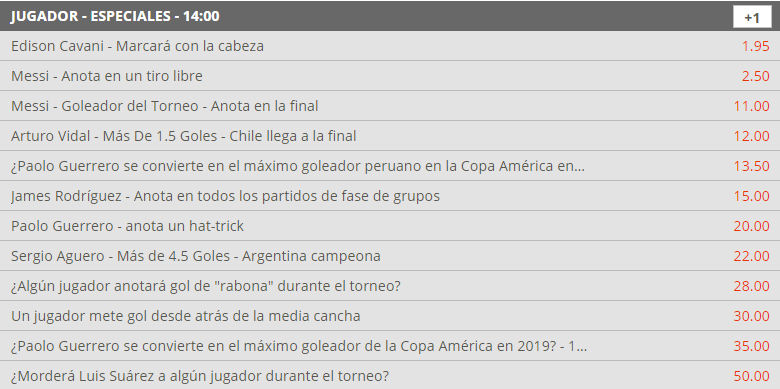 JUGADOR - ESPECIALES - 14:00 +1
Edison Cavani - Marcará con la cabeza 1.95
Messi - Anota en un tiro libre 2.50
Messi - Goleador del Torneo - Anota en la final 11.00
Arturo Vidal - Más De 1.5 Goles - Chile llega a la final 12.00
¿Paolo Guerrero se convierte en el máximo goleador peruano en la Copa América en... 13.50
James Rodríguez - Anota en todos los partidos de fase de grupos 15.00
Paolo Guerrero - anota un hat-trick 20.00
Sergio Aguero - Más de 4.5 Goles - Argentina campeona 22.00
¿Algún jugador anotará gol de "rabona" durante el torneo? 28.00
Un jugador mete gol desde atrás de la media cancha 30.00
¿Paolo Guerrero se convierte en el máximo goleador de la Copa América en 2019? - 1... 35.00
¿Morderá Luis Suárez a algún jugador durante el torneo? 50.00